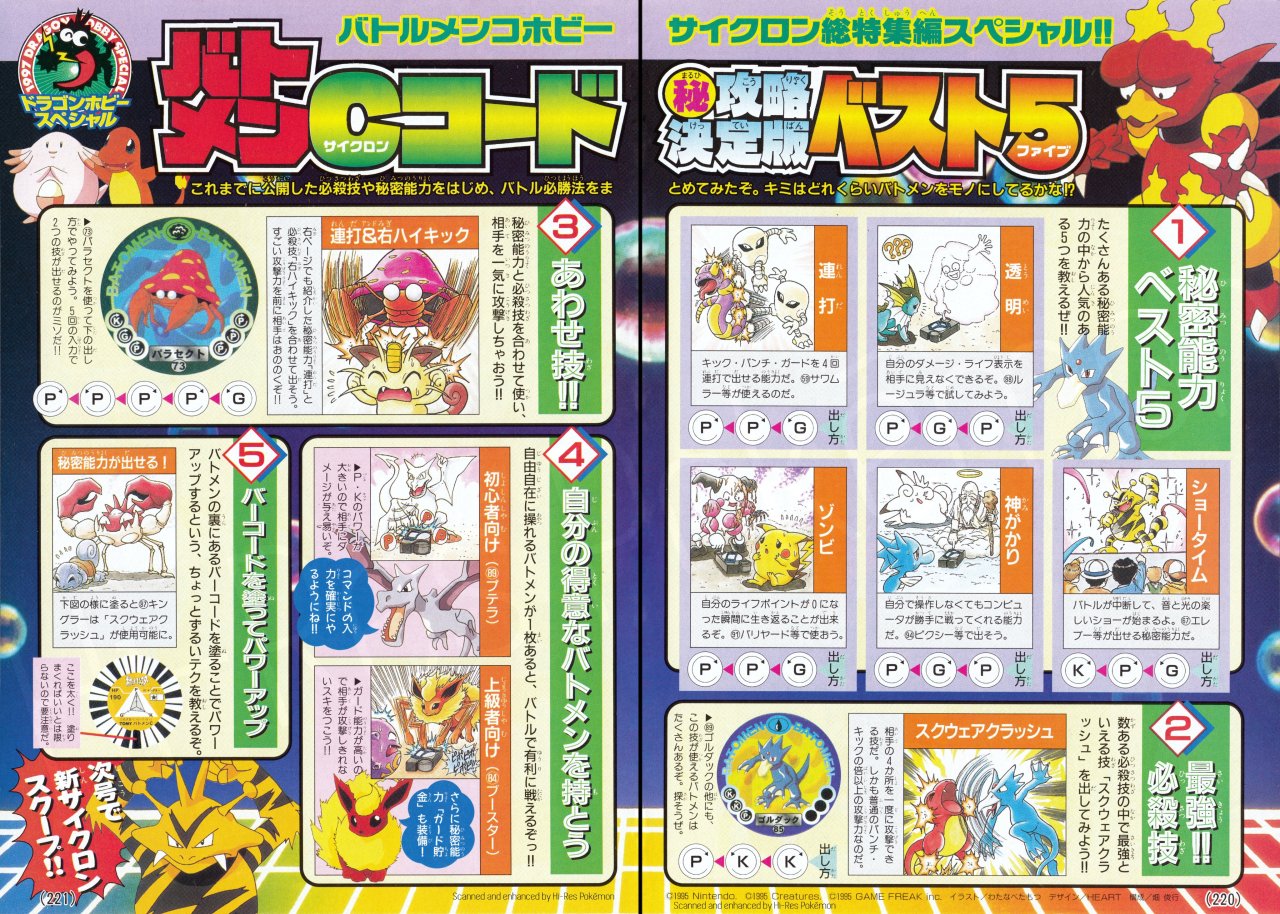 バトルメンコホビー
サイクロン総特集編スペシャル!!
1997 DRAGON HOBBY SPECIAL
ドラゴンホビー
スペシャル
バトメン
Cコード
サイクロン
㊙攻略
決定版
ベスト5
ファイブ
これまでに公開した必殺技や秘密能力をはじめ、バトル必勝法をま
とめてみたぞ。キミはどれくらいバトメンをモノにしてるかな!?
1
秘密能力
ベスト5
たくさんある秘密能
力の中から人気のあ
る5つを教えるぜ!!
透明
???
自分のダメージ・ライフ表示を
相手に見えなくできるぞ。
ルージュラ等で試してみよう。
出し方
P G P
連打
キック・パンチ・ガードを4回
連打で出せる能力だ。
サワムラー等が使えるのだ。
出し方
P P G
ショータイム
バトルが中断して、音と光の楽
しいショーが始まるよ。
エレブー等が出せる秘密能力だ。
出し方
K P G
神がかり
自分で操作しなくてもコンピュ
ータが勝手に戦ってくれる能力
だ。ピクシー等で出そう。
出し方
P G G
ゾンビ
自分のライフポイントが0にな
った瞬間に生き返ることが出来
るぞ。バリヤード等で使おう。
出し方
P P G
2
最強!!
必殺技
数ある必殺技の中で最強と
いえる技「スクウェアクラ
ッシュ」を出してみよう!!
スクウェアクラッシュ
相手の4か所を一度に攻撃でき
る技だ。しかも普通のパンチ・
キックの倍以上の攻撃力なのだ。
BATOMEN BATOMEN
ゴルダック
85
▶ゴルダックの他にも、
この技が使えるバトメンは
たくさんあるぞ。探そうぜ。
出し方
P K K
3
あわせ技!!
秘密能力と必殺技を合わせて使い、
相手を一気に攻撃しちゃおう!!
連打&右ハイキック
右ページでも紹介した秘密能力「連打」と
必殺技「右ハイキック」を合わせて出そう。
すごい攻撃力を前に相手はおののくぞ!!
BATOMEN BATOMEN
パラセクト
73
▶パラセクトを使って下の出し
方でやってみよう。5回の入力で
2つの技が出せるのがミソだ!!
P P P P G
4
自分の得意なバトメンを持とう
自由自在に操れるバトメンが1枚あると、バトルで有利に戦えるぞっ!!
初心者向け(89プテラ)
▶P・Kのパワーが
大きいので相手にダ
メージが与え易いぞ。
コマンドの入
力を確実にや
るようにね!!
上級者向け(84ブースター)
▶ガード能力が高いの
で相手が攻撃しきれな
いスキをつこう!!
さらに秘密能
力「ガード貯
金」も装備!
5
バーコードを塗ってパワーアップ
バトメンの裏にあるバーコードを塗ることでパワー
アップするという、ちょっとずるいテクを教えるぞ。
秘密能力が出せる!
下図の様に塗るとキン
グラーは「スクウェアク
ラッシュ」が使用可能に。
HP
190
TOMY バトメンC
ここを太く!! 塗り
まくればいいとは限
らないので要注意だ。
次号で
新サイクロン
スクープ!!
(221)
(220)
Scanned and enhanced by Hi-Res Pokémon
©1995 Nintendo. ©1995 Creatures. ©1995 GAME FREAK inc. イラスト/わたなべたもつ デザイン/HEART 構成/畑 俊行
Scanned and enhanced by Hi-Res Pokémon